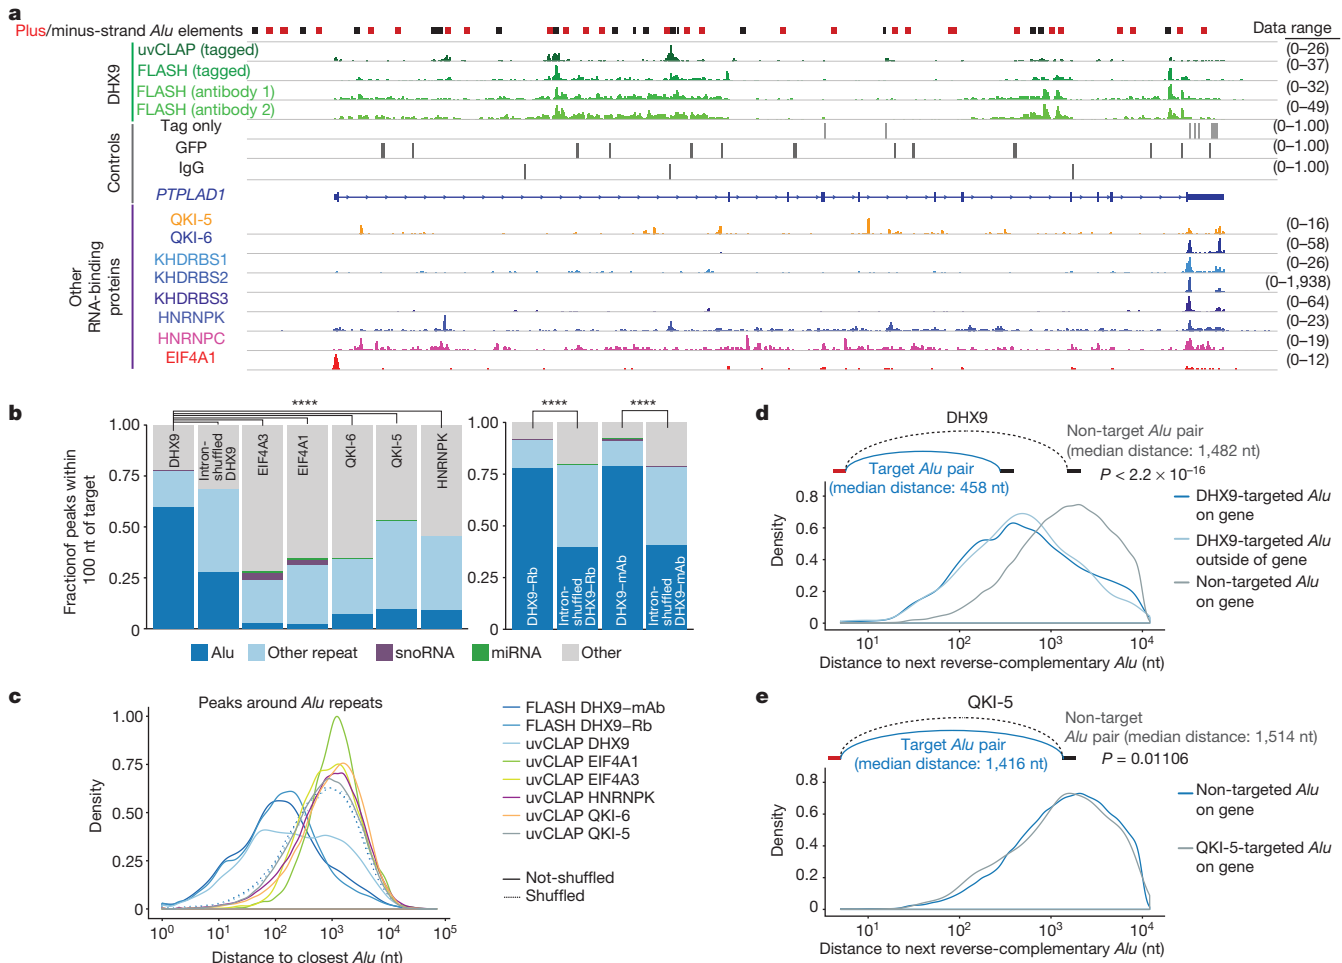 a
Plus/minus-strand Alu elements
Data range
DHX9
uvCLAP (tagged)
(0–26)
FLASH (tagged)
(0–37)
FLASH (antibody 1)
(0–32)
FLASH (antibody 2)
(0–49)
Controls
Tag only
(0–1.00)
GFP
(0–1.00)
IgG
(0–1.00)
PTPLAD1
Other
RNA-binding
proteins
QKI-5
(0–16)
QKI-6
(0–58)
KHDRBS1
(0–26)
KHDRBS2
(0–1,938)
KHDRBS3
(0–64)
HNRNPK
(0–23)
HNRNPC
(0–19)
EIF4A1
(0–12)
b
Fractionof peaks within
100 nt of target
1.00
0.75
0.50
0.25
0
****
DHX9
Intron-
shuffled
DHX9
EIF4A3
EIF4A1
QKI-6
QKI-5
HNRNPK
1.00
0.75
0.50
0.25
0
****
****
DHX9–Rb
Intron-
shuffled
DHX9–Rb
DHX9–mAb
Intron-
shuffled
DHX9–mAb
Alu
Other repeat
snoRNA
miRNA
Other
c
Peaks around Alu repeats
Density
1.00
0.75
0.50
0.25
0
10⁰
10¹
10²
10³
10⁴
10⁵
Distance to closest Alu (nt)
FLASH DHX9–mAb
FLASH DHX9–Rb
uvCLAP DHX9
uvCLAP EIF4A1
uvCLAP EIF4A3
uvCLAP HNRNPK
uvCLAP QKI-6
uvCLAP QKI-5
Not-shuffled
Shuffled
d
DHX9
Non-target Alu pair
(median distance: 1,482 nt)
Target Alu pair
(median distance: 458 nt)
P < 2.2 × 10⁻¹⁶
Density
0.8
0.6
0.4
0.2
0
10¹
10²
10³
10⁴
Distance to next reverse-complementary Alu (nt)
DHX9-targeted Alu
on gene
DHX9-targeted Alu
outside of gene
Non-targeted Alu
on gene
e
QKI-5
Non-target
Alu pair (median distance: 1,514 nt)
Target Alu pair
(median distance: 1,416 nt)
P = 0.01106
Density
0.8
0.6
0.4
0.2
0
10¹
10²
10³
10⁴
Distance to next reverse-complementary Alu (nt)
Non-targeted Alu
on gene
QKI-5-targeted Alu
on gene